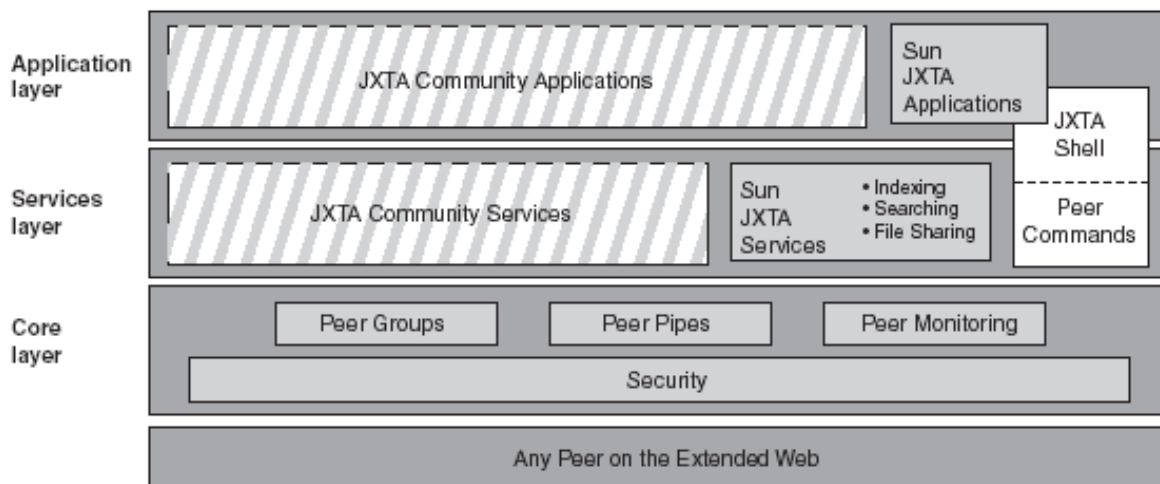 Application
layer
JXTA Community Applications
Sun
JXTA
Applications
JXTA
Shell
Peer
Commands
Services
layer
JXTA Community Services
Sun
JXTA
Services
• Indexing
• Searching
• File Sharing
Core
layer
Peer Groups
Peer Pipes
Peer Monitoring
Security
Any Peer on the Extended Web